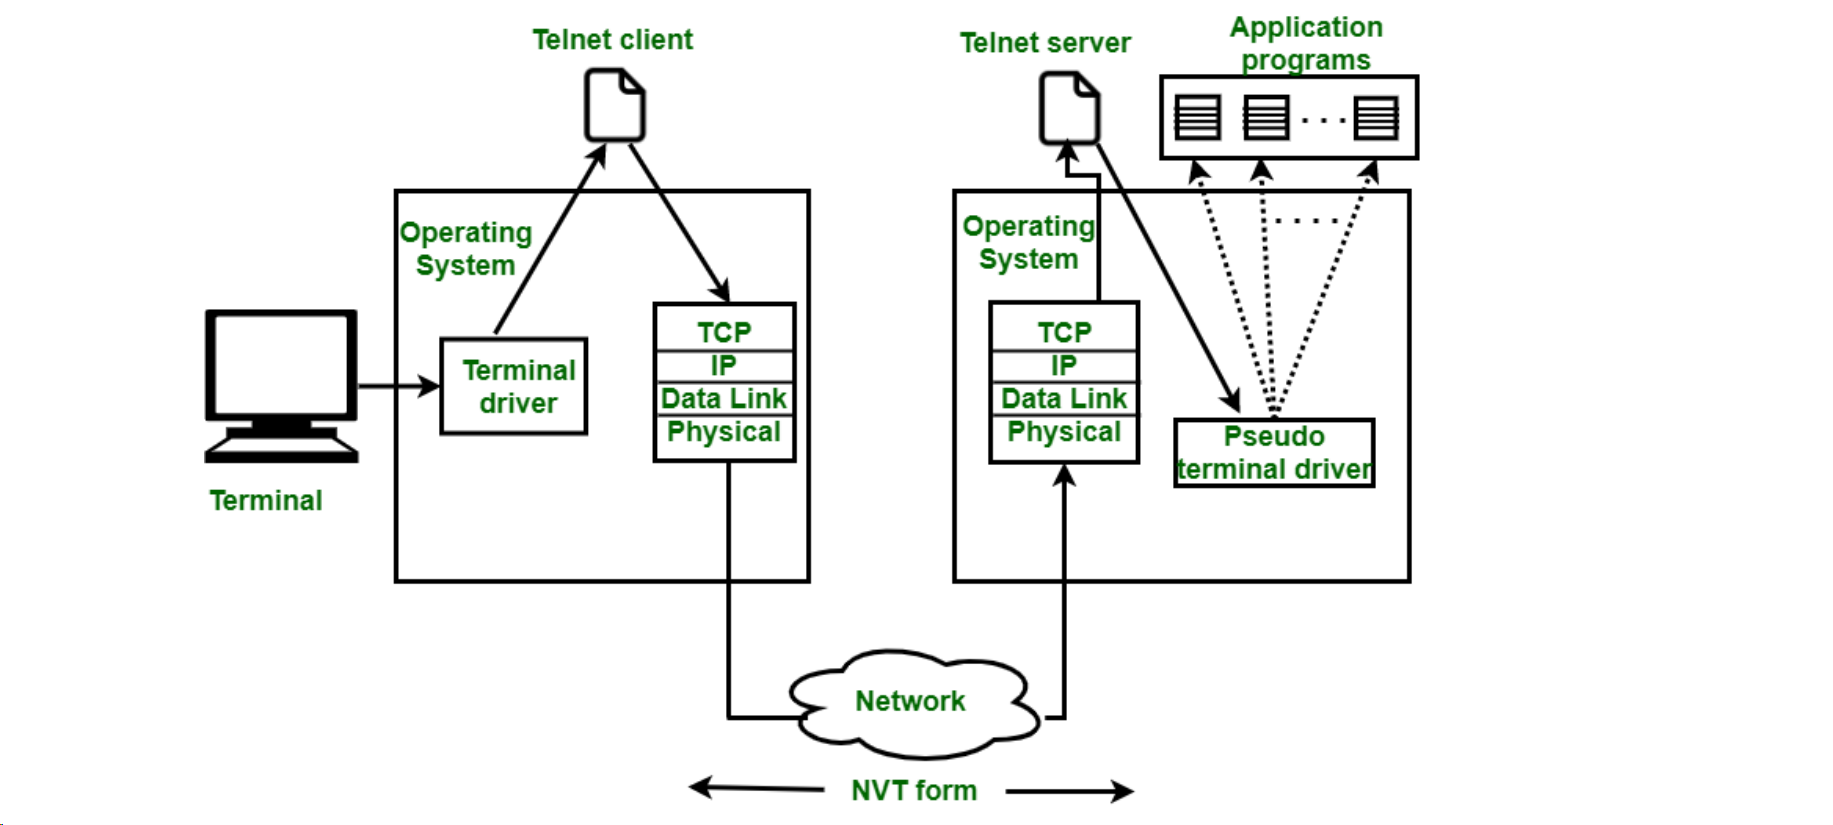 Telnet client
Telnet server
Application
programs
Operating
System
Terminal
driver
TCP
IP
Data Link
Physical
Terminal
Operating
System
TCP
IP
Data Link
Physical
Pseudo
terminal driver
Network
NVT form